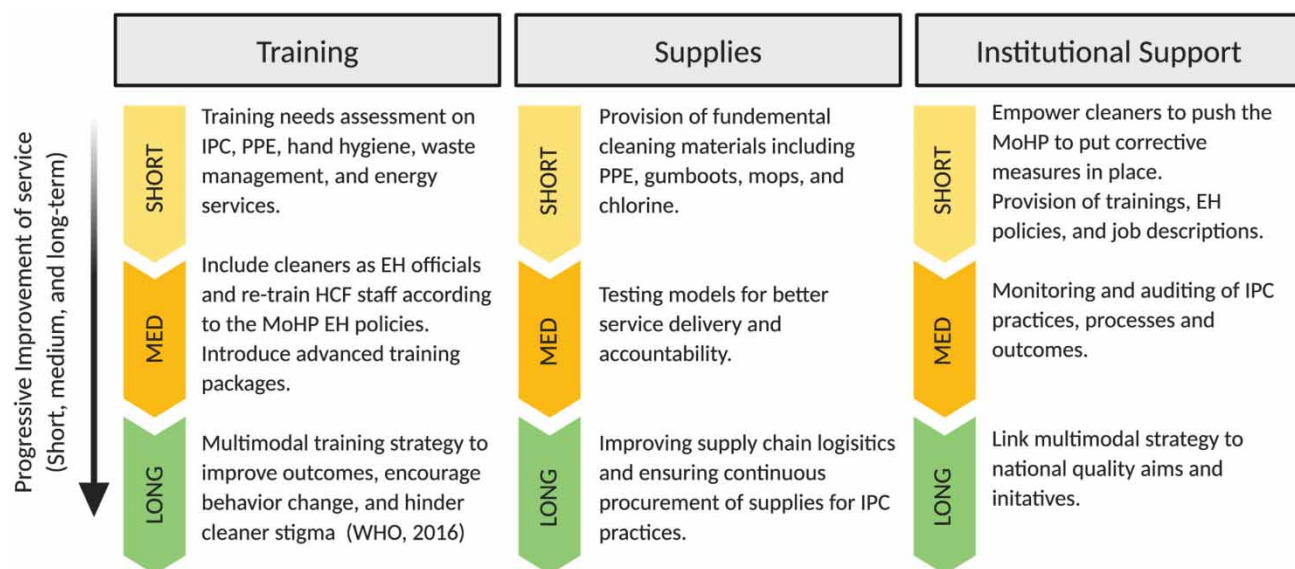 Training
Supplies
Institutional Support
Progressive Improvement of service
(Short, medium, and long-term)
SHORT
Training needs assessment on
IPC, PPE, hand hygiene, waste
management, and energy
services.
MED
Include cleaners as EH officials
and re-train HCF staff according
to the MoHP EH policies.
Introduce advanced training
packages.
LONG
Multimodal training strategy to
improve outcomes, encourage
behavior change, and hinder
cleaner stigma (WHO, 2016)
SHORT
Provision of fundemental
cleaning materials including
PPE, gumboots, mops, and
chlorine.
MED
Testing models for better
service delivery and
accountability.
LONG
Improving supply chain logisitics
and ensuring continuous
procurement of supplies for IPC
practices.
SHORT
Empower cleaners to push the
MoHP to put corrective
measures in place.
Provision of trainings, EH
policies, and job descriptions.
MED
Monitoring and auditing of IPC
practices, processes and
outcomes.
LONG
Link multimodal strategy to
national quality aims and
initatives.